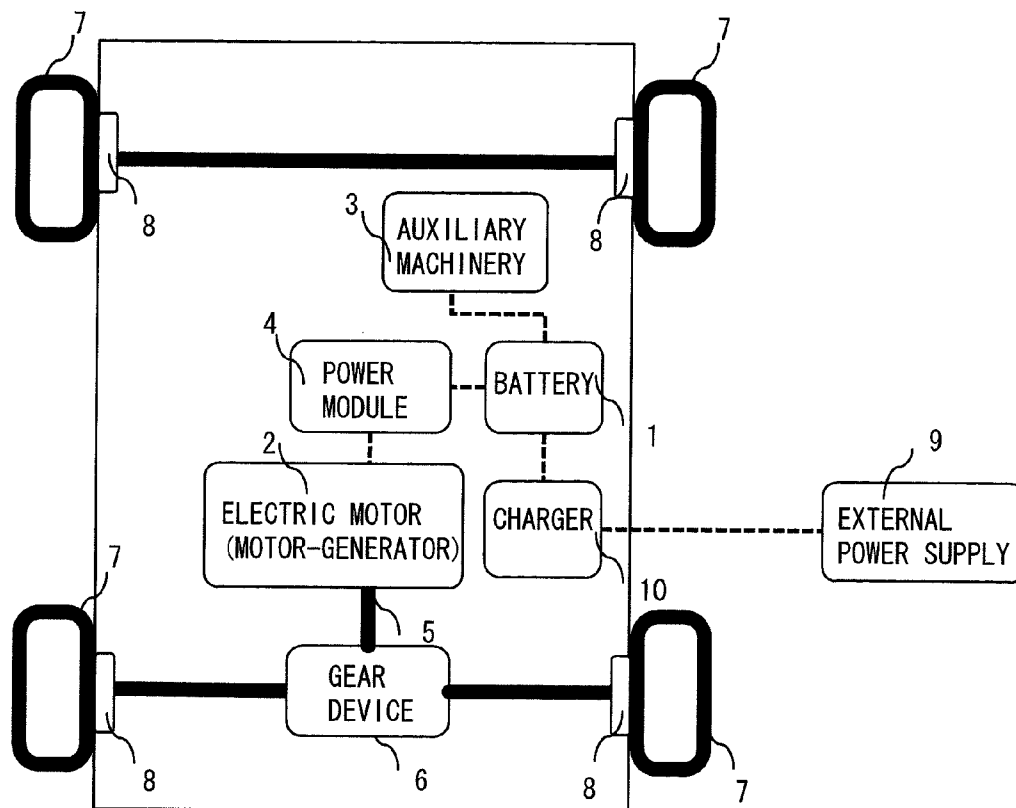 7
7
8
8
3
AUXILIARY
MACHINERY
4
POWER
MODULE
BATTERY
1
2
ELECTRIC MOTOR
(MOTOR-GENERATOR)
CHARGER
9
EXTERNAL
POWER SUPPLY
7
10
5
GEAR
DEVICE
8
6
8
7